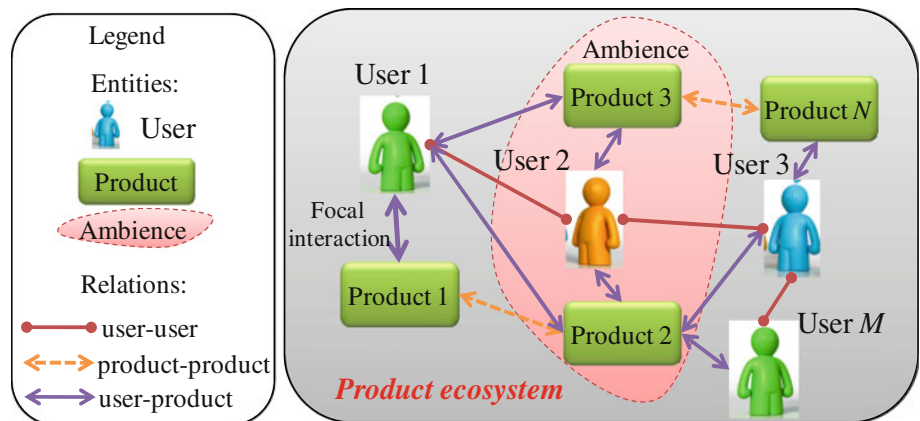 Legend
Entities:
User
Product
Ambience
Relations:
user-user
product-product
user-product
Ambience
User 1
Product 3
Product N
User 2
User 3
Focal
interaction
Product 1
Product 2
User M
Product ecosystem